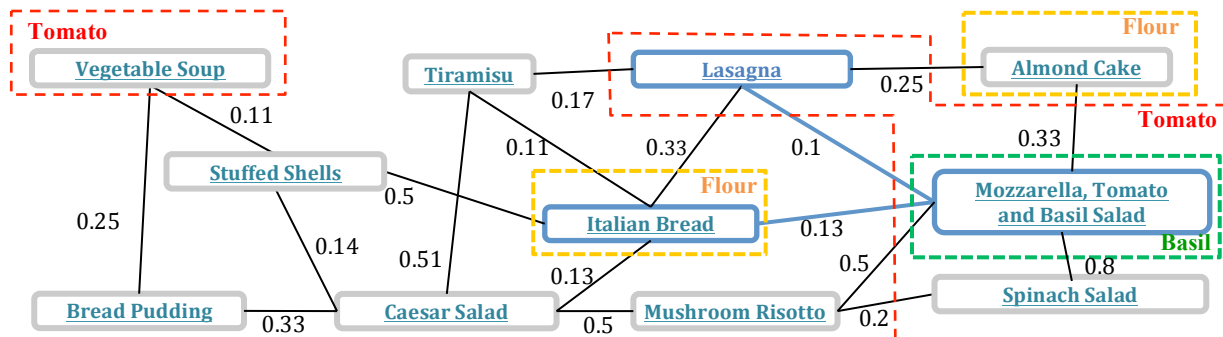 Tomato
Vegetable Soup
Tiramisu
Lasagna
Flour
Almond Cake
0.11
0.17
0.25
Tomato
Stuffed Shells
0.5
0.11
0.33
0.1
0.33
Flour
Italian Bread
0.13
Mozzarella, Tomato
and Basil Salad
Basil
0.25
0.14
0.51
0.13
0.5
0.8
Bread Pudding
0.33
Caesar Salad
0.5
Mushroom Risotto
0.2
Spinach Salad